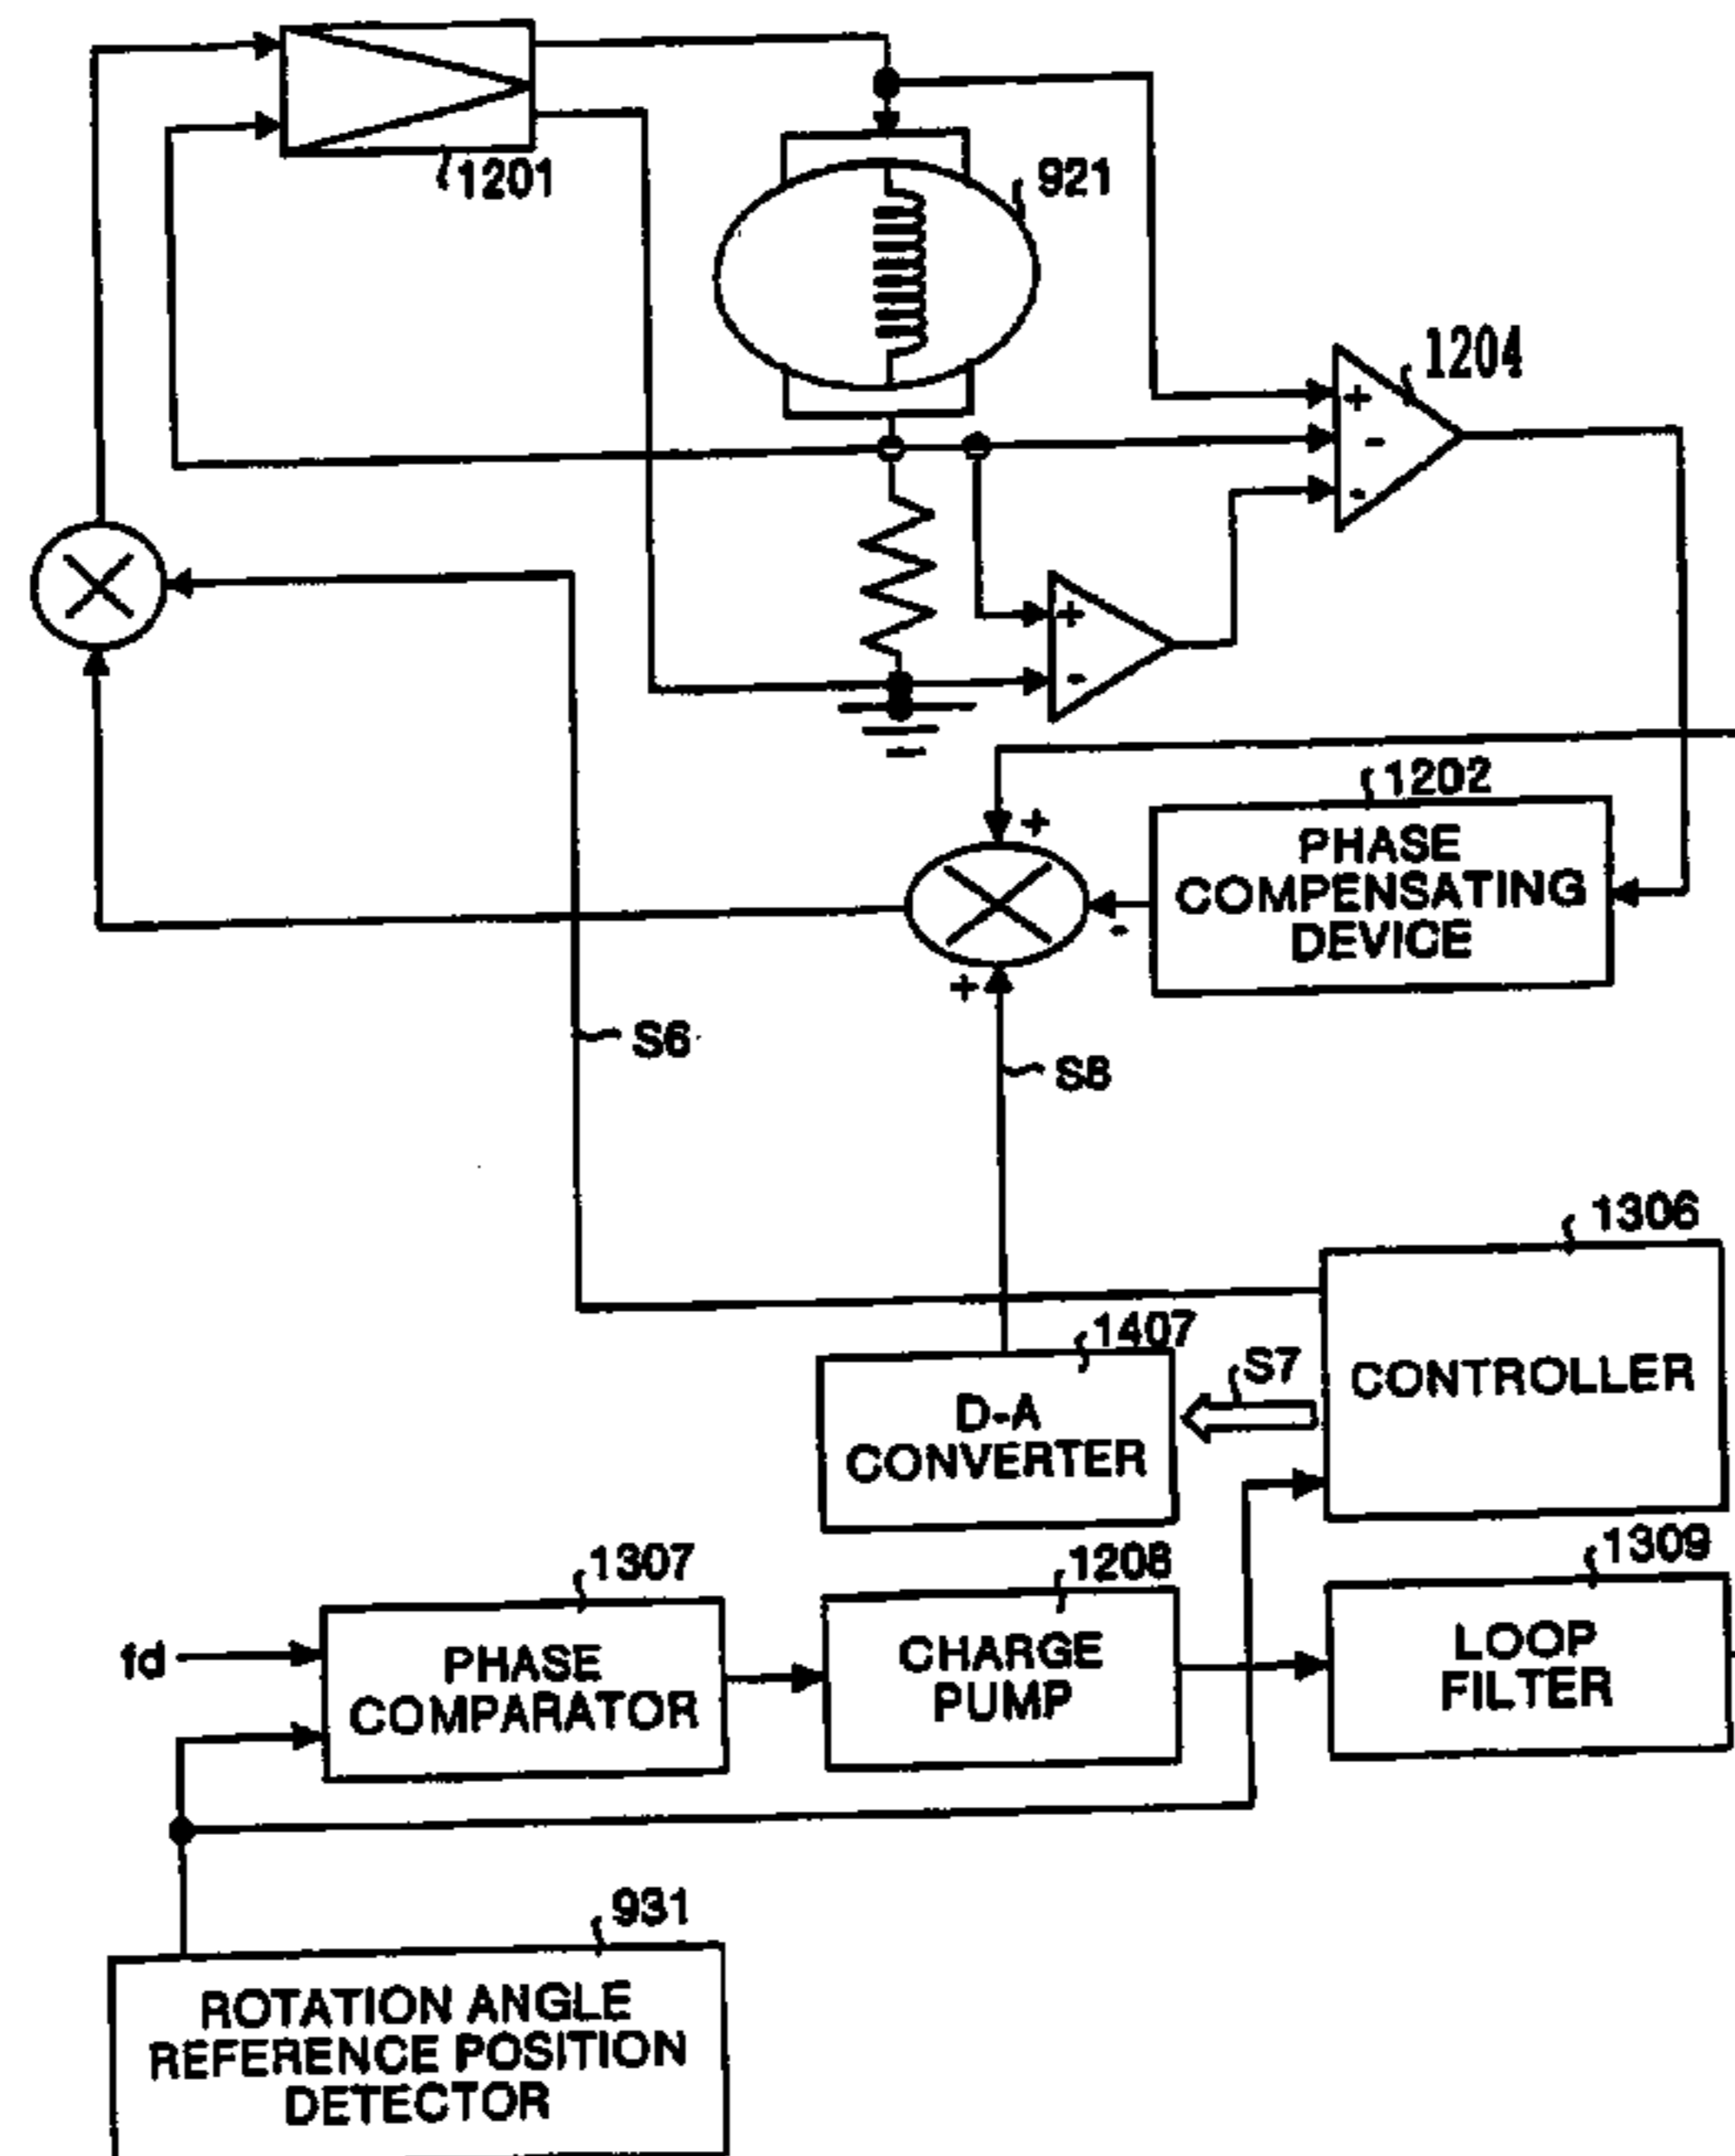 1201
921
1204
+
-
-
+
-
1202
+
PHASE
COMPENSATING
DEVICE
-
+
S6
S8
1306
1407
S7
CONTROLLER
D-A
CONVERTER
1307
1208
1309
fd
PHASE
COMPARATOR
CHARGE
PUMP
LOOP
FILTER
931
ROTATION ANGLE
REFERENCE POSITION
DETECTOR